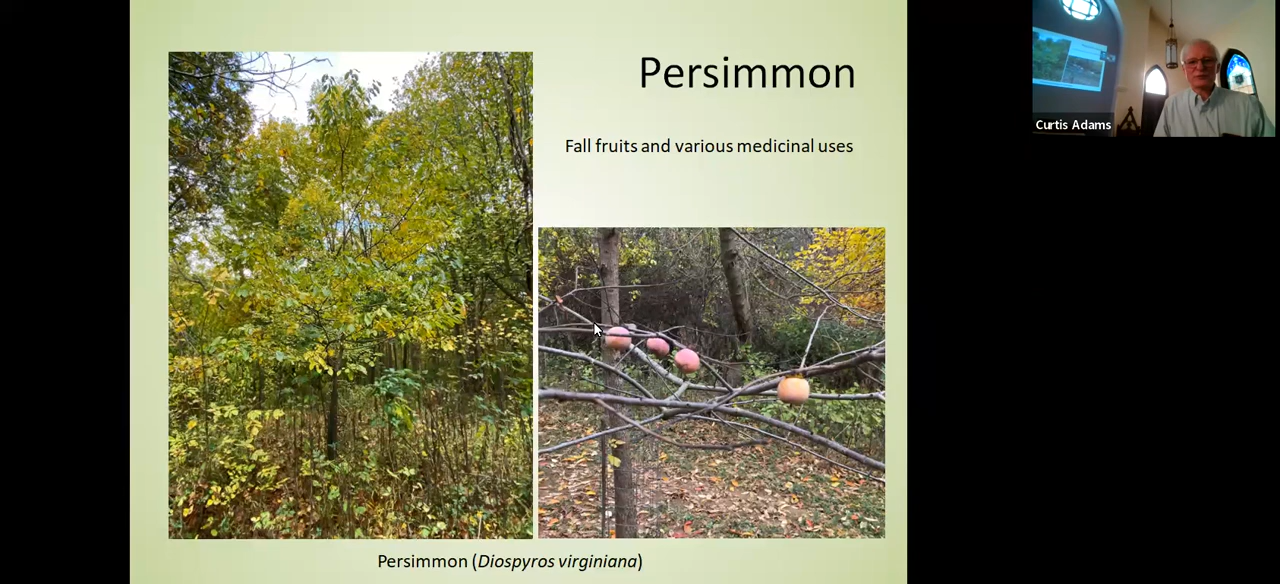 Persimmon
Fall fruits and various medicinal uses
Persimmon (Diospyros virginiana)
Curtis Adams